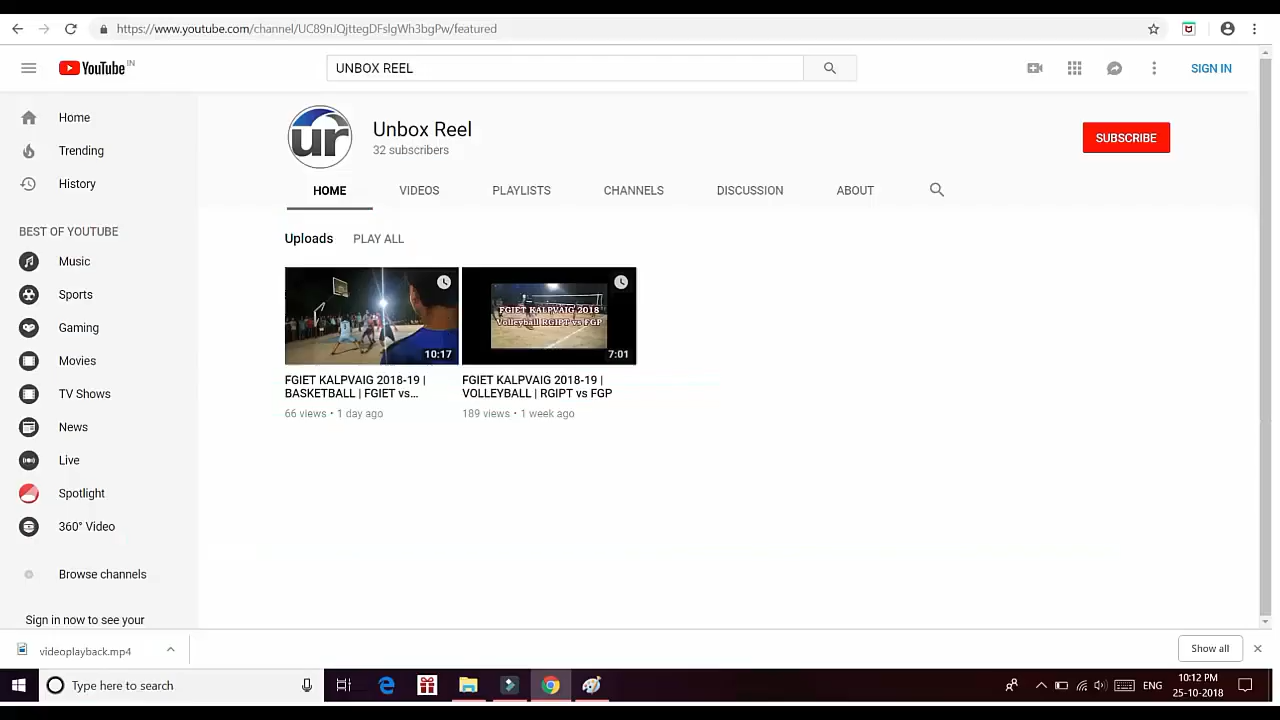 https://www.youtube.com/channel/UC89nJQjttegDFslgWh3bgPw/featured
YouTube IN
UNBOX REEL
SIGN IN
Home
Trending
History
BEST OF YOUTUBE
Music
Sports
Gaming
Movies
TV Shows
News
Live
Spotlight
360° Video
Browse channels
Sign in now to see your
ur
Unbox Reel
32 subscribers
SUBSCRIBE
HOME VIDEOS PLAYLISTS CHANNELS DISCUSSION ABOUT
Uploads PLAY ALL
10:17
FGIET KALPVAIG 2018-19 |
BASKETBALL | FGIET vs...
66 views • 1 day ago
FGIET KALPVAIG 2018
Volleyball RGIPT vs FGP
7:01
FGIET KALPVAIG 2018-19 |
VOLLEYBALL | RGIPT vs FGP
189 views • 1 week ago
videoplayback.mp4
Show all
Type here to search
ENG
10:12 PM
25-10-2018